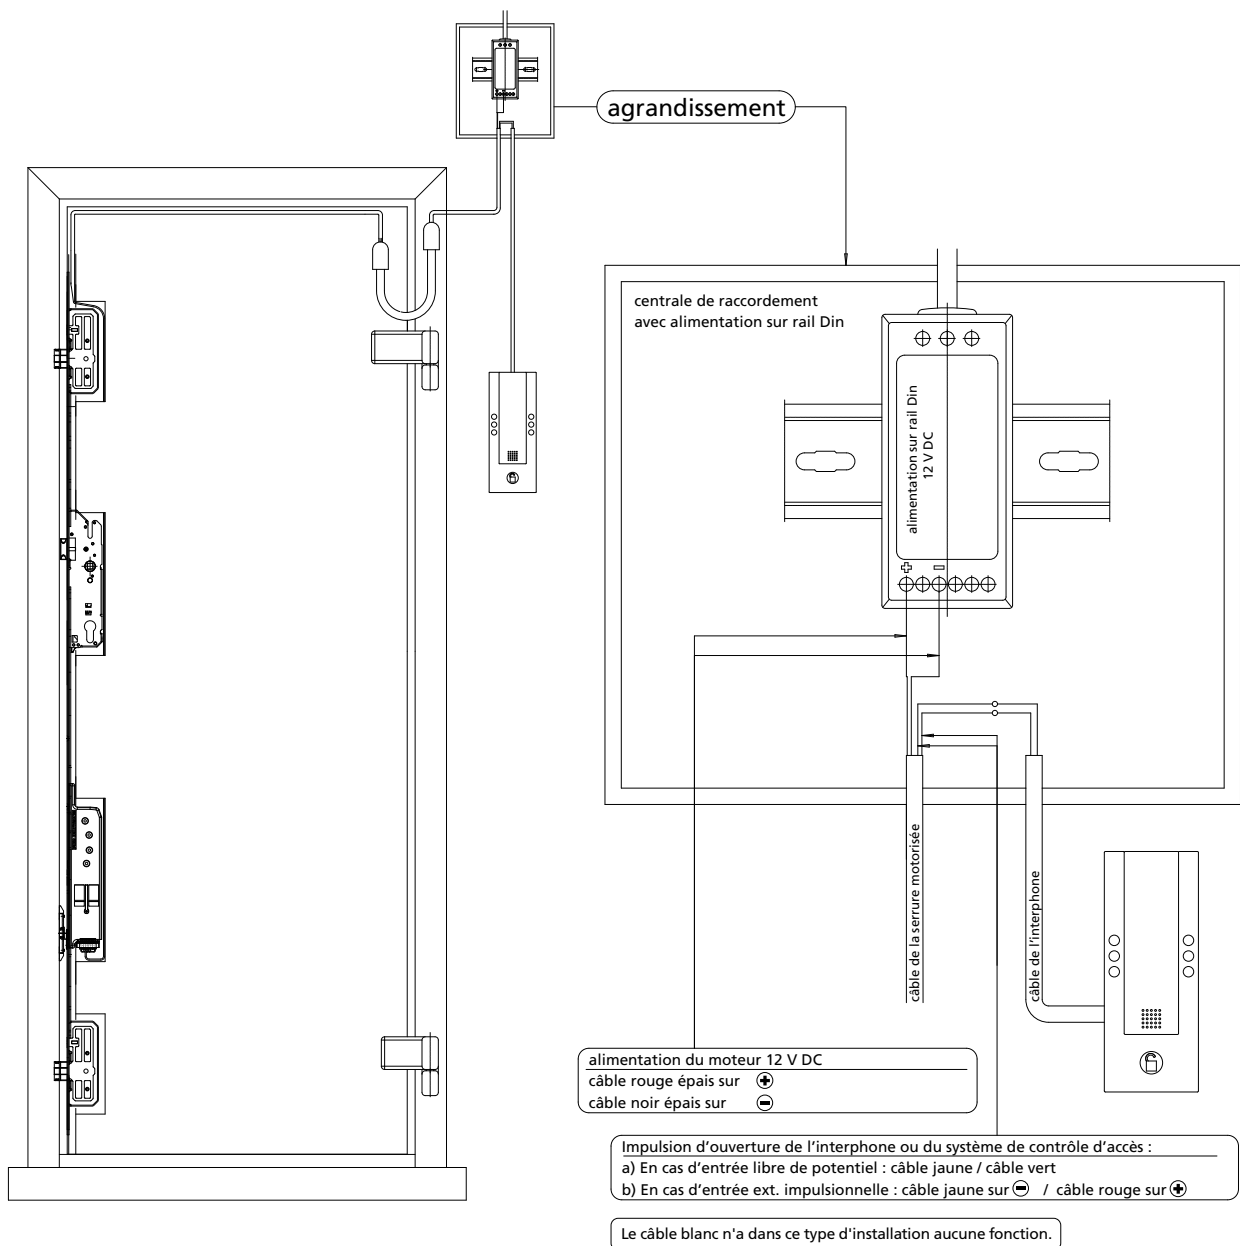 agrandissement
centrale de raccordement
avec alimentation sur rail Din
alimentation sur rail Din
12 V DC
câble de la serrure motorisée
câble de l'interphone
alimentation du moteur 12 V DC
câble rouge épais sur +
câble noir épais sur −
Impulsion d'ouverture de l'interphone ou du système de contrôle d'accès :
a) En cas d'entrée libre de potentiel : câble jaune / câble vert
b) En cas d'entrée ext. impulsionnelle : câble jaune sur − / câble rouge sur +
Le câble blanc n'a dans ce type d'installation aucune fonction.